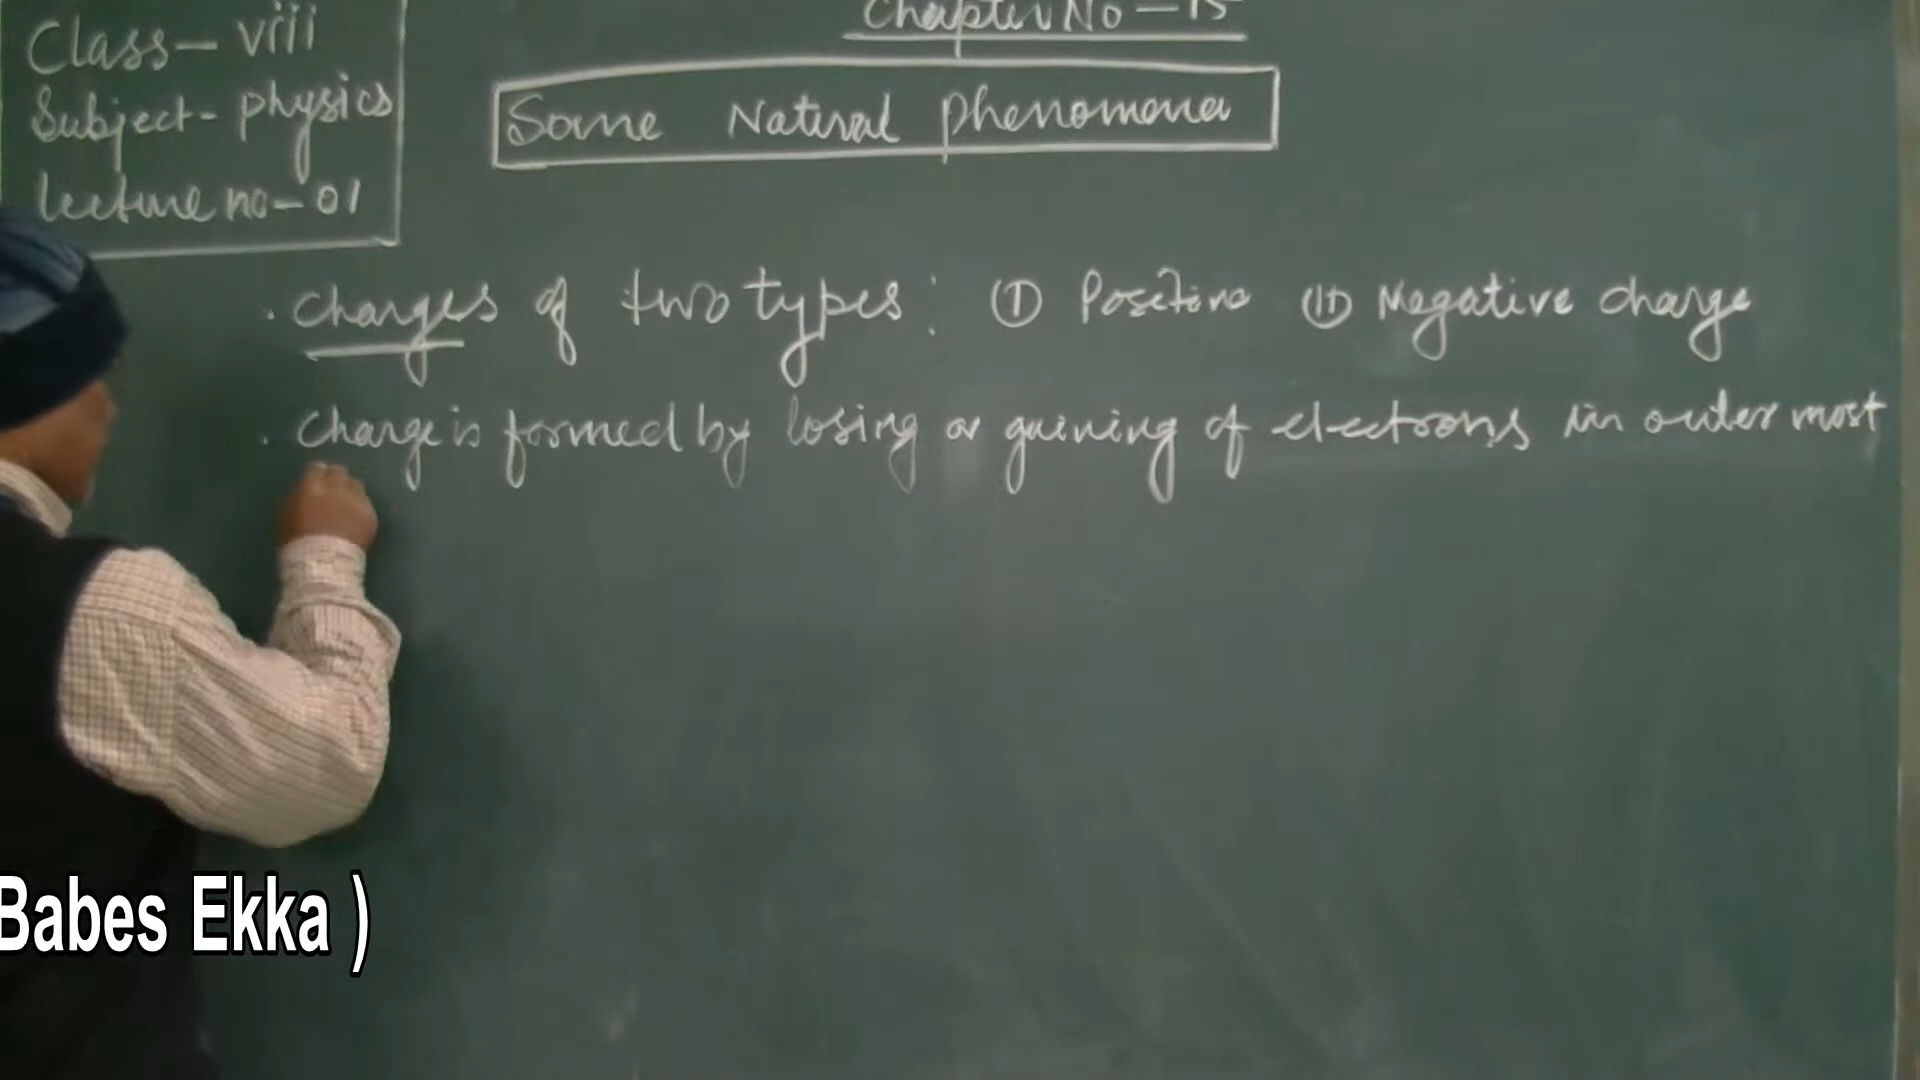 Class - viii
Subject - physics
Lecture no - 01
Chapter No - 15
Some Natural Phenomena
. Charges of two types : (I) Positive (II) Negative charge
. Charge is formed by losing or gaining of electrons in outer most
Babes Ekka )